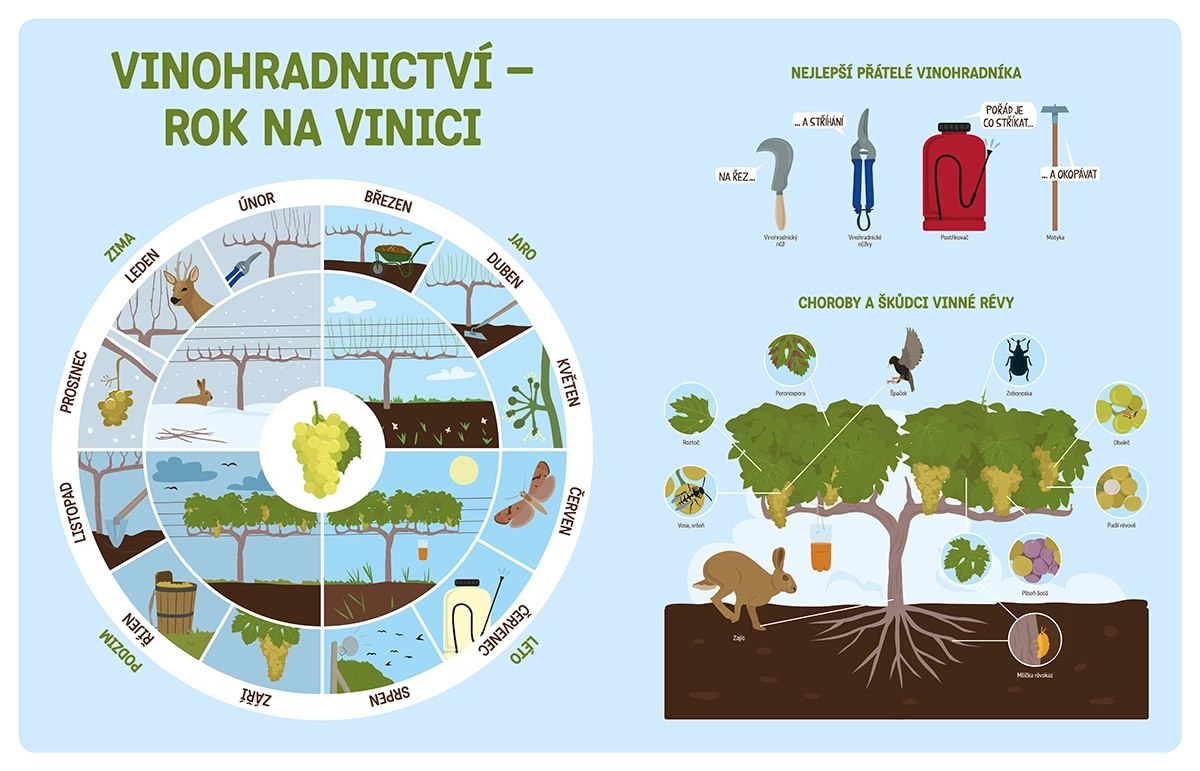 VINOHRADNICTVÍ –
ROK NA VINICI
ÚNOR
BŘEZEN
ZIMA
JARO
LEDEN
DUBEN
PROSINEC
KVĚTEN
LISTOPAD
ČERVEN
ŘÍJEN
ČERVENEC
PODZIM
LÉTO
ZÁŘÍ
SRPEN
NEJLEPŠÍ PŘÁTELÉ VINOHRADNÍKA
NA ŘEZ...
... A STŘÍHÁNÍ
POŘÁD JE
CO STŘÍKAT...
... A OKOPÁVAT
Vinohradnický
nůž
Vinohradnické
nůžky
Postřikovač
Motyka
CHOROBY A ŠKŮDCI VINNÉ RÉVY
Peronospora
Špaček
Zobonoska
Roztoč
Obaleč
Vosa, sršeň
Padlí révové
Plíseň šedá
Zajíc
Mšička révokaz